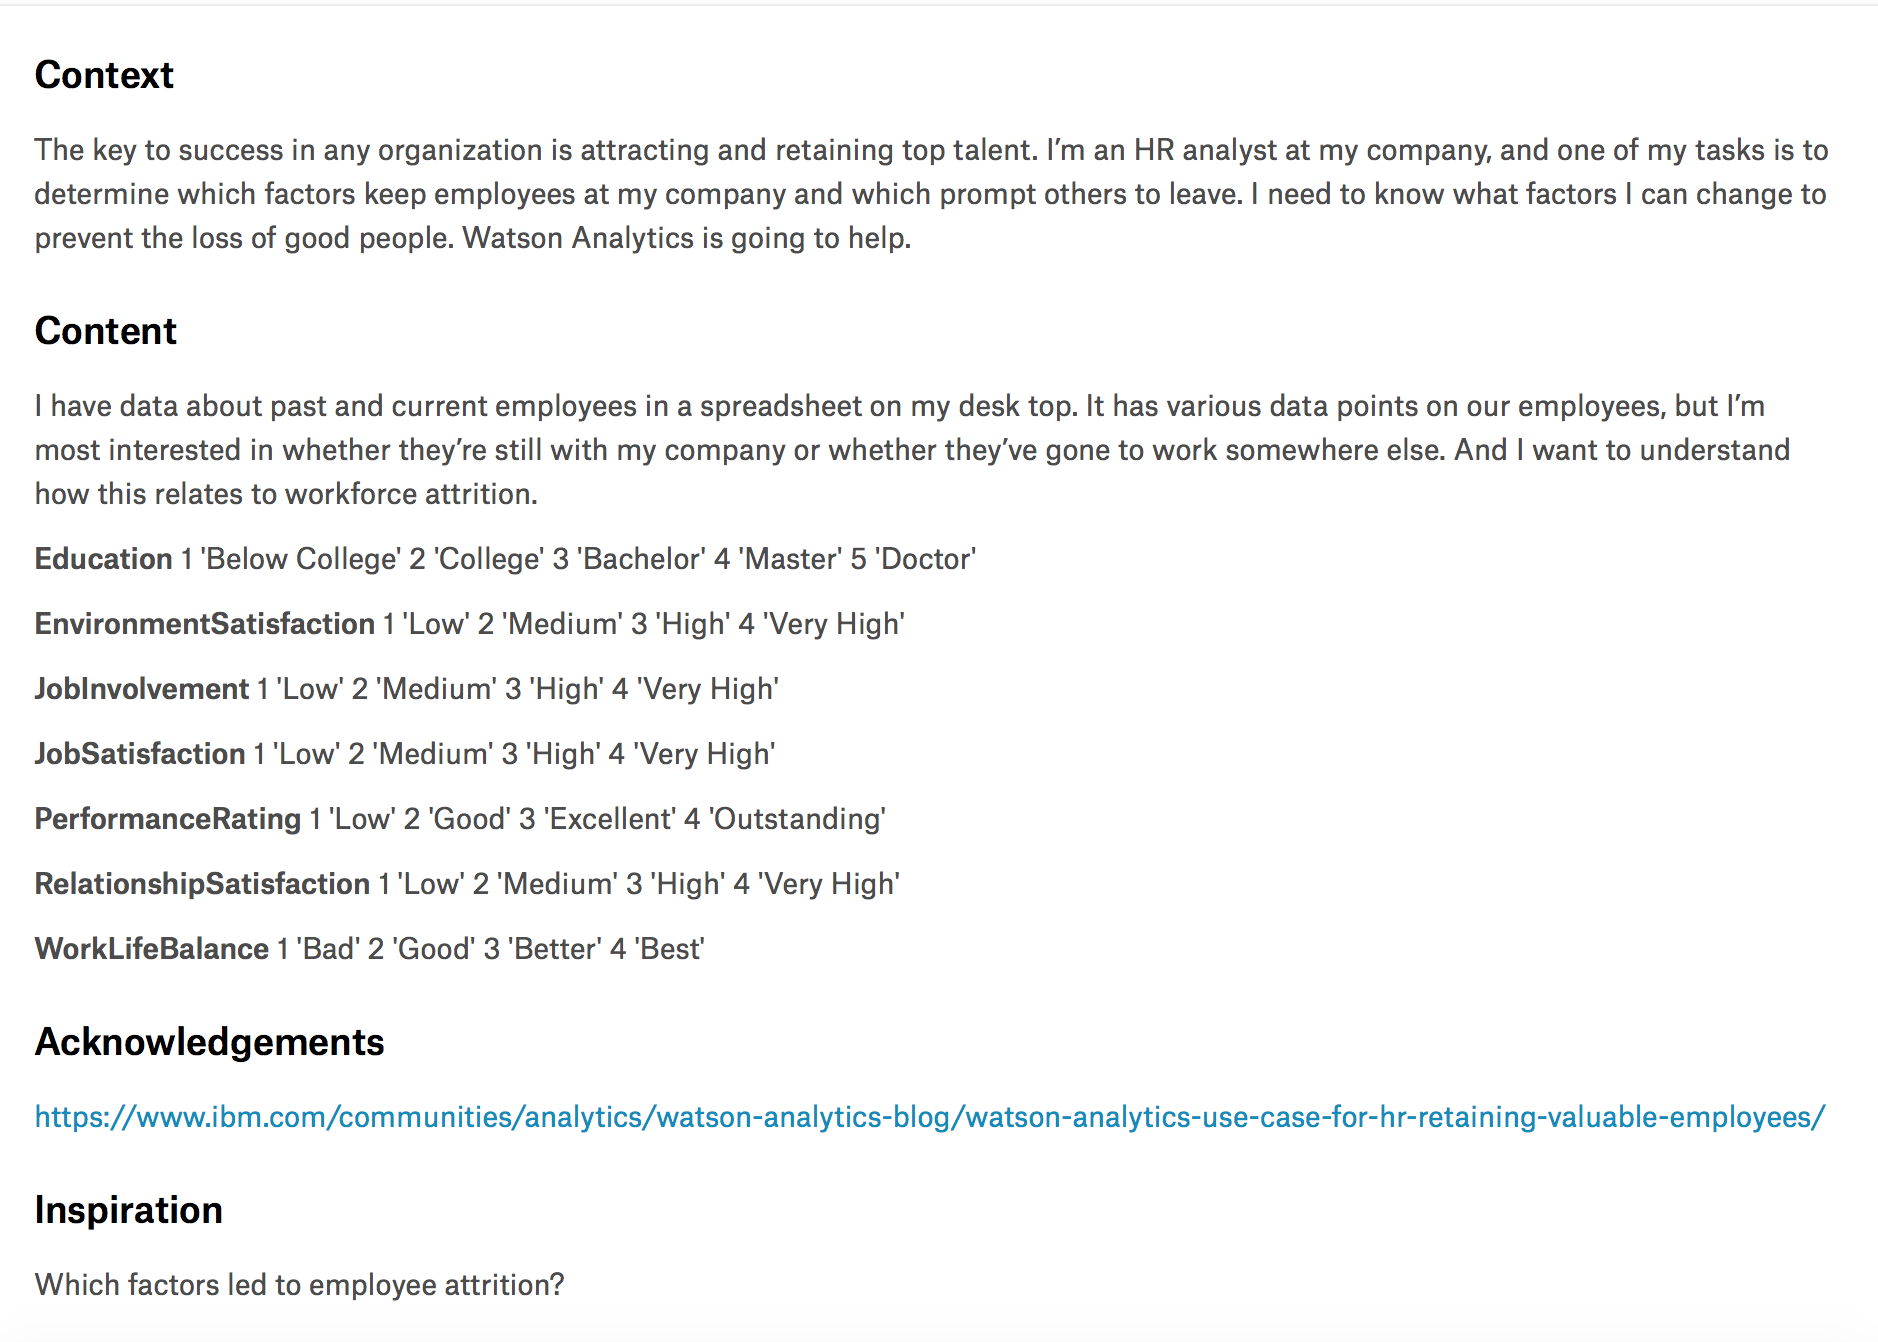 Context
The key to success in any organization is attracting and retaining top talent. I’m an HR analyst at my company, and one of my tasks is to
determine which factors keep employees at my company and which prompt others to leave. I need to know what factors I can change to
prevent the loss of good people. Watson Analytics is going to help.
Content
I have data about past and current employees in a spreadsheet on my desk top. It has various data points on our employees, but I’m
most interested in whether they’re still with my company or whether they’ve gone to work somewhere else. And I want to understand
how this relates to workforce attrition.
Education 1 'Below College' 2 'College' 3 'Bachelor' 4 'Master' 5 'Doctor'
EnvironmentSatisfaction 1 'Low' 2 'Medium' 3 'High' 4 'Very High'
JobInvolvement 1 'Low' 2 'Medium' 3 'High' 4 'Very High'
JobSatisfaction 1 'Low' 2 'Medium' 3 'High' 4 'Very High'
PerformanceRating 1 'Low' 2 'Good' 3 'Excellent' 4 'Outstanding'
RelationshipSatisfaction 1 'Low' 2 'Medium' 3 'High' 4 'Very High'
WorkLifeBalance 1 'Bad' 2 'Good' 3 'Better' 4 'Best'
Acknowledgements
https://www.ibm.com/communities/analytics/watson-analytics-blog/watson-analytics-use-case-for-hr-retaining-valuable-employees/
Inspiration
Which factors led to employee attrition?